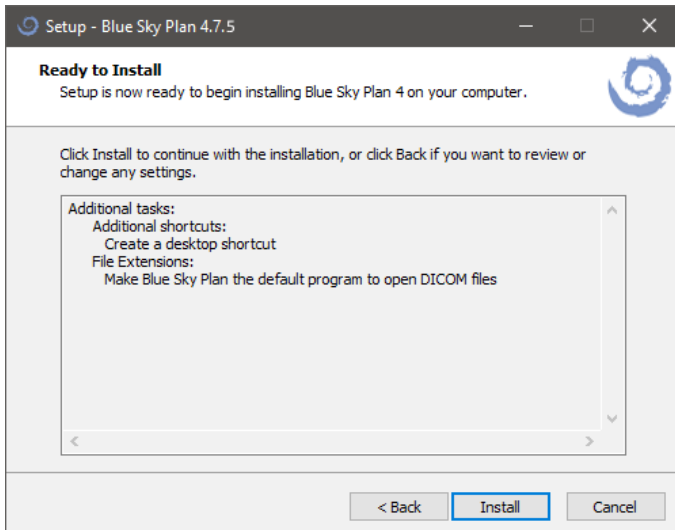 Setup - Blue Sky Plan 4.7.5
Ready to Install
Setup is now ready to begin installing Blue Sky Plan 4 on your computer.
Click Install to continue with the installation, or click Back if you want to review or
change any settings.
Additional tasks:
Additional shortcuts:
Create a desktop shortcut
File Extensions:
Make Blue Sky Plan the default program to open DICOM files
< Back
Install
Cancel